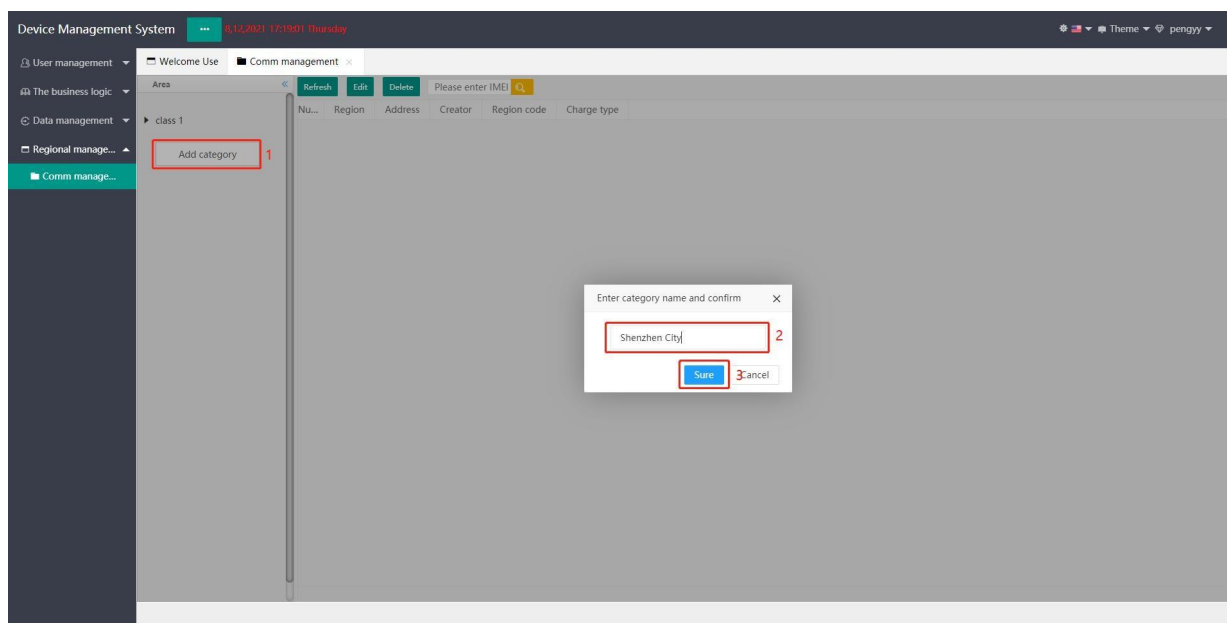 Device Management System ... 8,12,2021 17:19:01 Thursday Theme pengyy
User management
The business logic
Data management
Regional manage...
Comm manage...
Welcome Use Comm management ×
Area «
class 1
Add category 1
Refresh Edit Delete Please enter IMEI
Nu... Region Address Creator Region code Charge type
Enter category name and confirm ×
Shenzhen City 2
Sure 3 Cancel